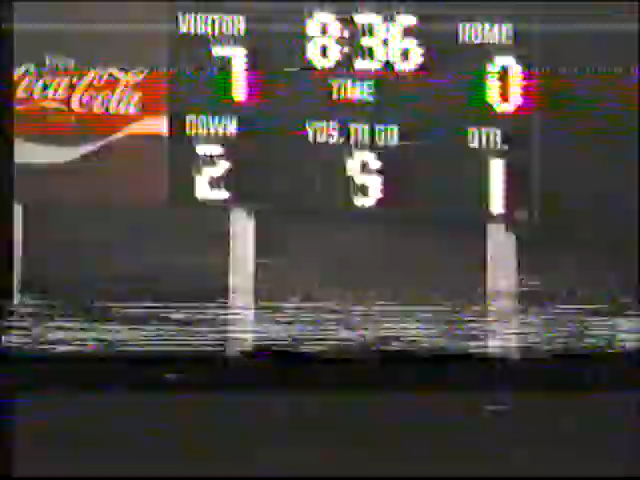 VISITOR 8:36 HOME
7 TIME 0
Coca-Cola
DOWN YDS. TO GO QTR.
2 5 1